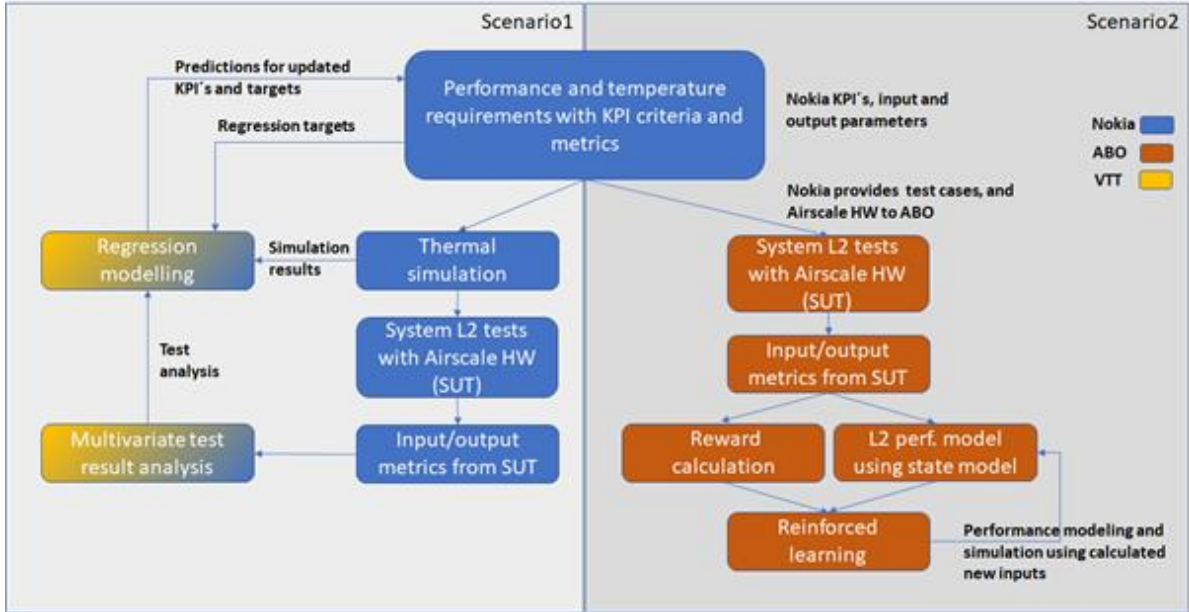 Scenario1
Scenario2
Predictions for updated
KPI´s and targets
Regression targets
Performance and temperature
requirements with KPI criteria and
metrics
Nokia KPI´s, input and
output parameters
Nokia
ABO
VTT
Nokia provides test cases, and
Airscale HW to ABO
Regression
modelling
Simulation
results
Thermal
simulation
System L2 tests
with Airscale HW
(SUT)
System L2 tests
with Airscale HW
(SUT)
Test
analysis
Input/output
metrics from SUT
Multivariate test
result analysis
Input/output
metrics from SUT
Reward
calculation
L2 perf. model
using state model
Reinforced
learning
Performance modeling and
simulation using calculated
new inputs